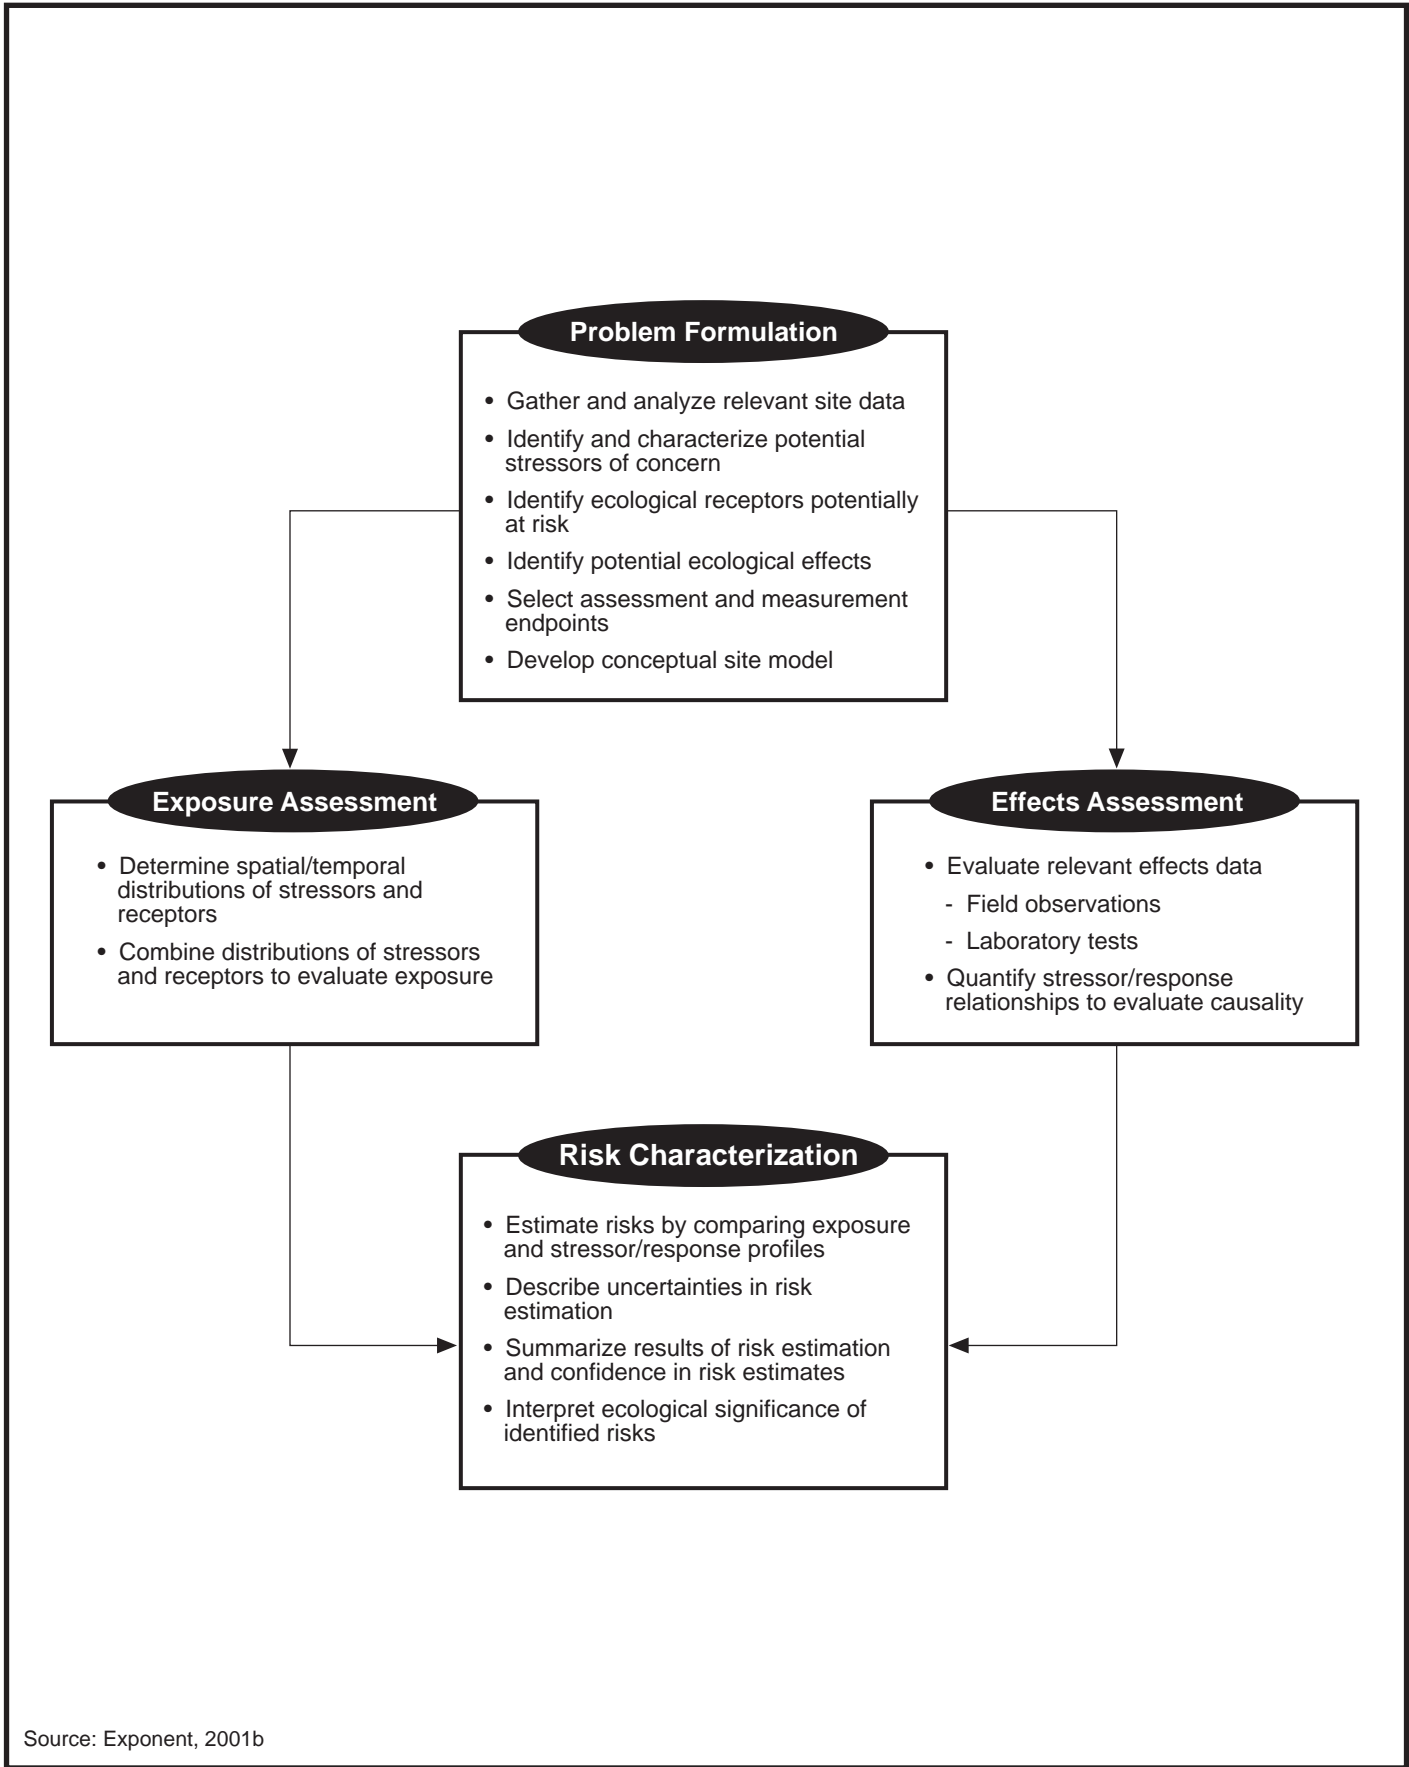 Problem Formulation
• Gather and analyze relevant site data
• Identify and characterize potential
stressors of concern
• Identify ecological receptors potentially
at risk
• Identify potential ecological effects
• Select assessment and measurement
endpoints
• Develop conceptual site model
Exposure Assessment
• Determine spatial/temporal
distributions of stressors and
receptors
• Combine distributions of stressors
and receptors to evaluate exposure
Effects Assessment
• Evaluate relevant effects data
- Field observations
- Laboratory tests
• Quantify stressor/response
relationships to evaluate causality
Risk Characterization
• Estimate risks by comparing exposure
and stressor/response profiles
• Describe uncertainties in risk
estimation
• Summarize results of risk estimation
and confidence in risk estimates
• Interpret ecological significance of
identified risks
Source: Exponent, 2001b